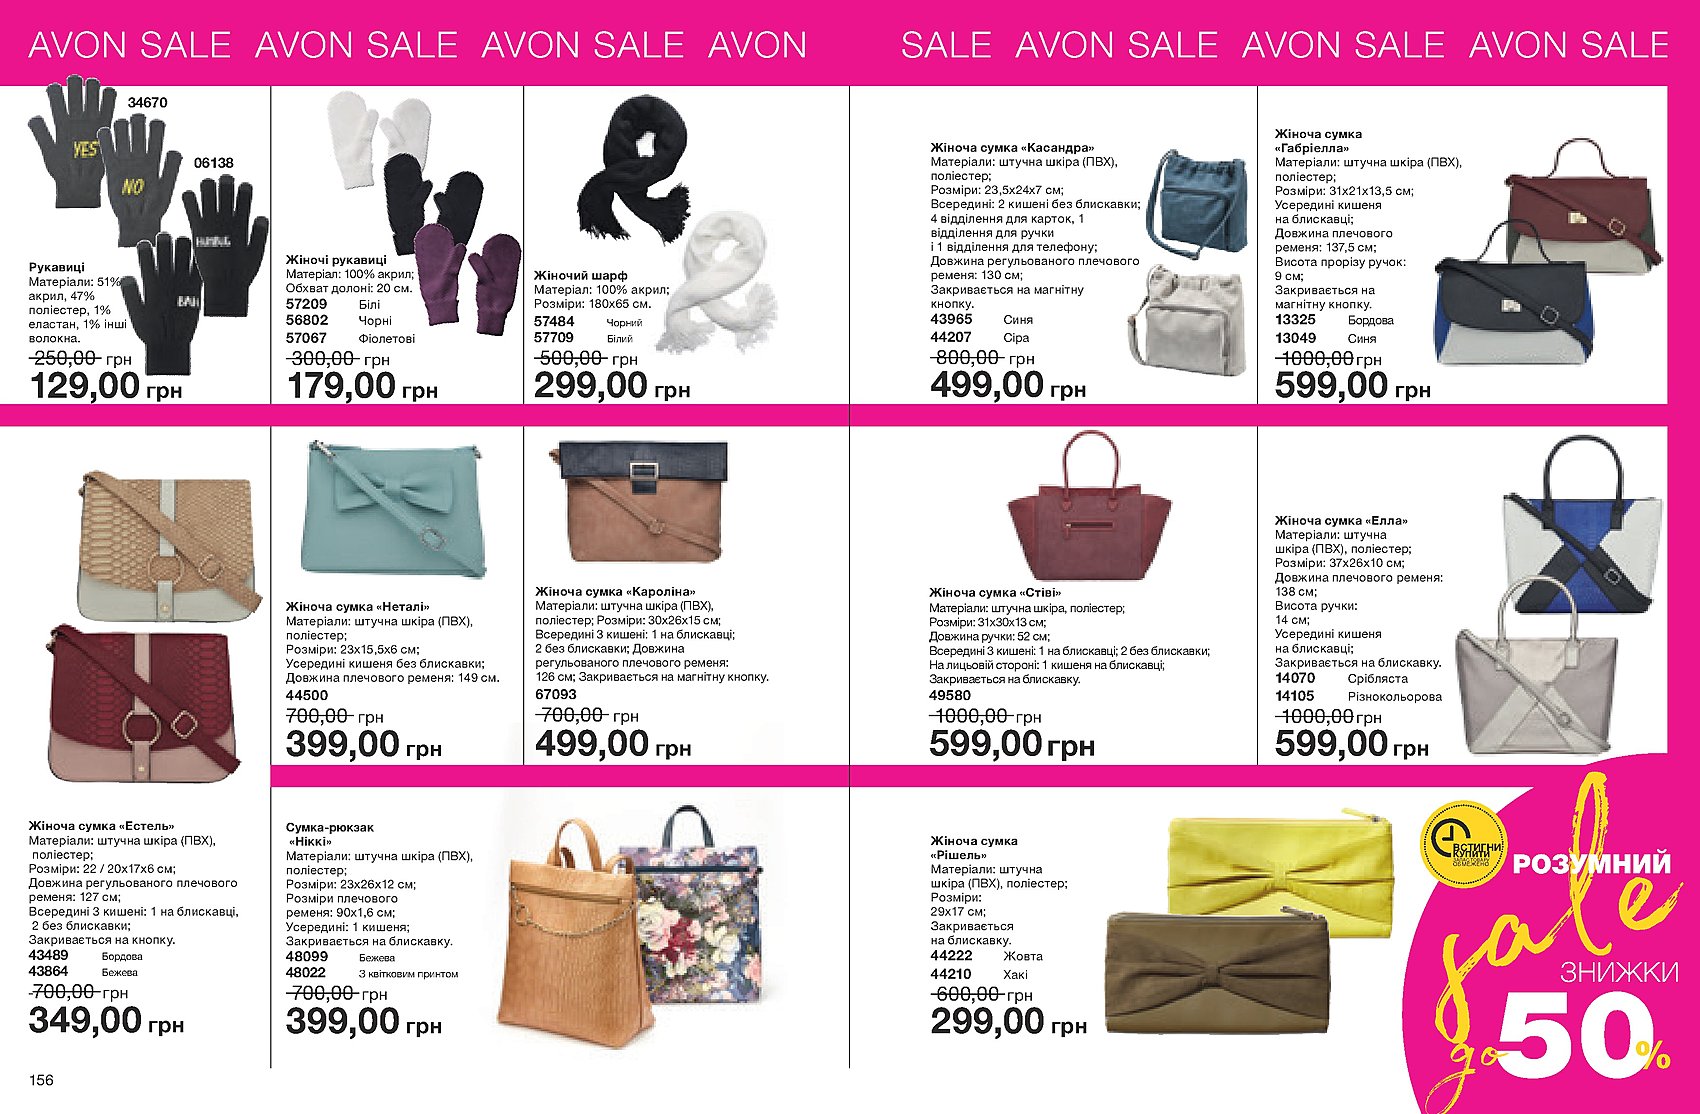 AVON SALE AVON SALE AVON SALE AVON
SALE AVON SALE AVON SALE AVON SALE
34670
YES
NO
06138
HUMBUG
BAH
Рукавиці
Матеріали: 51%
акрил, 47%
поліестер, 1%
еластан, 1% інші
волокна.
250,00 грн
129,00 грн
Жіночі рукавиці
Матеріал: 100% акрил;
Обхват долоні: 20 см.
57209 Білі
56802 Чорні
57067 Фіолетові
300,00 грн
179,00 грн
Жіночий шарф
Матеріал: 100% акрил;
Розміри: 180х65 см.
57484 Чорний
57709 Білий
500,00 грн
299,00 грн
Жіноча сумка «Касандра»
Матеріали: штучна шкіра (ПВХ),
поліестер;
Розміри: 23,5х24х7 см;
Всередині: 2 кишені без блискавки;
4 відділення для карток, 1
відділення для ручки
і 1 відділення для телефону;
Довжина регульованого плечового
ременя: 130 см;
Закривається на магнітну
кнопку.
43965 Синя
44207 Сіра
800,00 грн
499,00 грн
Жіноча сумка
«Габріелла»
Матеріали: штучна шкіра (ПВХ),
поліестер;
Розміри: 31х21х13,5 см;
Усередині кишеня
на блискавці;
Довжина плечового
ременя: 137,5 см;
Висота прорізу ручок:
9 см;
Закривається на
магнітну кнопку.
13325 Бордова
13049 Синя
1000,00 грн
599,00 грн
Жіноча сумка «Естель»
Матеріали: штучна шкіра (ПВХ),
поліестер;
Розміри: 22 / 20х17х6 см;
Довжина регульованого плечового
ременя: 127 см;
Всередині 3 кишені: 1 на блискавці,
2 без блискавки;
Закривається на кнопку.
43489 Бордова
43864 Бежева
700,00 грн
349,00 грн
Жіноча сумка «Неталі»
Матеріали: штучна шкіра (ПВХ),
поліестер;
Розміри: 23х15,5х6 см;
Усередині кишеня без блискавки;
Довжина плечового ременя: 149 см.
44500
700,00 грн
399,00 грн
Жіноча сумка «Кароліна»
Матеріали: штучна шкіра (ПВХ),
поліестер; Розміри: 30х26х15 см;
Всередині 3 кишені: 1 на блискавці;
2 без блискавки; Довжина
регульованого плечового ременя:
126 см; Закривається на магнітну кнопку.
67093
700,00 грн
499,00 грн
Жіноча сумка «Стіві»
Матеріали: штучна шкіра, поліестер;
Розміри: 31х30х13 см;
Довжина ручки: 52 см;
Всередині 3 кишені: 1 на блискавці; 2 без блискавки;
На лицьовій стороні: 1 кишеня на блискавці;
Закривається на блискавку.
49580
1000,00 грн
599,00 грн
Жіноча сумка «Елла»
Матеріали: штучна
шкіра (ПВХ), поліестер;
Розміри: 37х26х10 см;
Довжина плечового ременя:
138 см;
Висота ручки:
14 см;
Усередині кишеня
на блискавці;
Закривається на блискавку.
14070 Срібляста
14105 Різнокольорова
1000,00 грн
599,00 грн
Сумка-рюкзак
«Ніккі»
Матеріали: штучна шкіра (ПВХ),
поліестер;
Розміри: 23х26х12 см;
Розміри плечового
ременя: 90х1,6 см;
Усередині: 1 кишеня;
Закривається на блискавку.
48099 Бежева
48022 З квітковим принтом
700,00 грн
399,00 грн
Жіноча сумка
«Рішель»
Матеріали: штучна
шкіра (ПВХ), поліестер;
Розміри:
29х17 см;
Закривається
на блискавку.
44222 Жовта
44210 Хакі
600,00 грн
299,00 грн
ВСТИГНИ
КУПИТИ
ЗАПАС ТОВАРУ
ОБМЕЖЕНО
РОЗУМНИЙ
sale
ЗНИЖКИ
до 50%
156